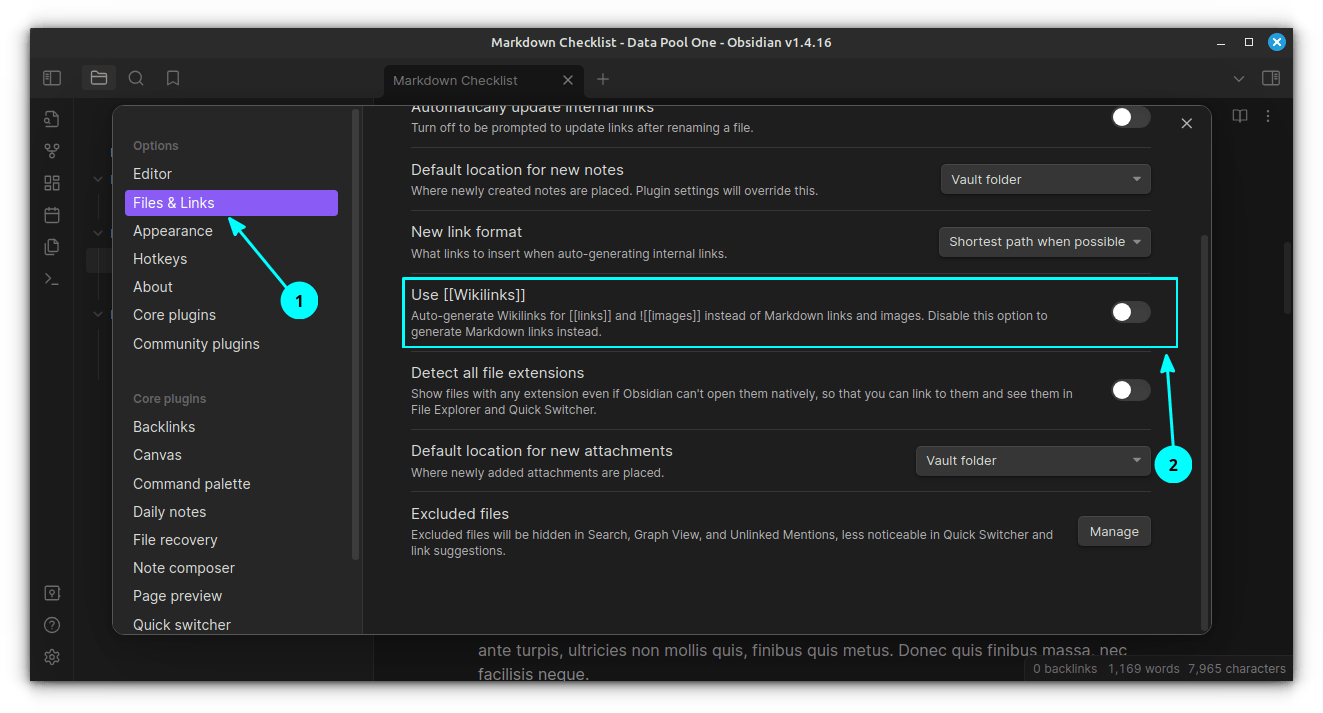 Markdown Checklist - Data Pool One - Obsidian v1.4.16
Markdown Checklist
Options
Editor
Files & Links
Appearance
Hotkeys
About
Core plugins
Community plugins
Core plugins
Backlinks
Canvas
Command palette
Daily notes
File recovery
Note composer
Page preview
Quick switcher
1
Automatically update internal links
Turn off to be prompted to update links after renaming a file.
Default location for new notes
Where newly created notes are placed. Plugin settings will override this.
Vault folder
New link format
What links to insert when auto-generating internal links.
Shortest path when possible
Use [[Wikilinks]]
Auto-generate Wikilinks for [[links]] and ![[images]] instead of Markdown links and images. Disable this option to
generate Markdown links instead.
Detect all file extensions
Show files with any extension even if Obsidian can't open them natively, so that you can link to them and see them in
File Explorer and Quick Switcher.
Default location for new attachments
Where newly added attachments are placed.
Vault folder
2
Excluded files
Excluded files will be hidden in Search, Graph View, and Unlinked Mentions, less noticeable in Quick Switcher and
link suggestions.
Manage
ante turpis, ultricies non mollis quis, finibus quis metus. Donec quis finibus massa, nec
facilisis neque.
0 backlinks 1,169 words 7,965 characters